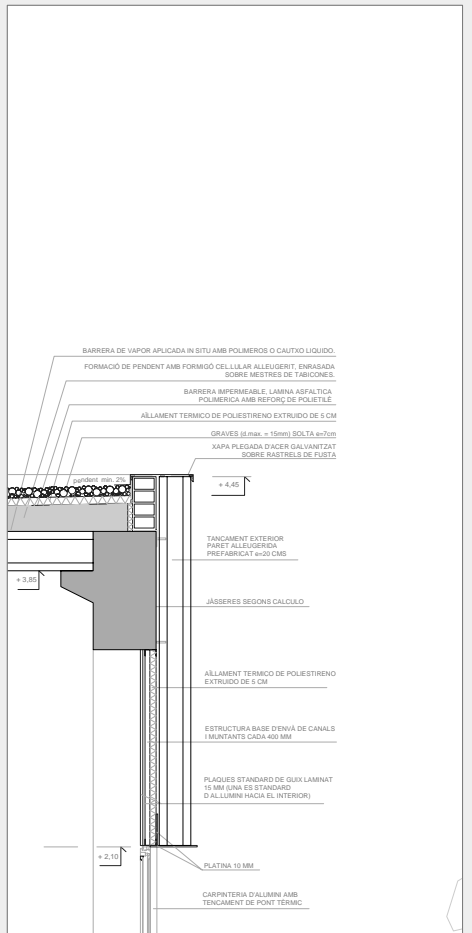 BARRERA DE VAPOR APLICADA IN SITU AMB POLIMEROS O CAUTXO LIQUIDO.
FORMACIÓ DE PENDENT AMB FORMIGÓ CEL.LULAR ALLEUGERIT, ENRASADA
SOBRE MESTRES DE TABICONES.
BARRERA IMPERMEABLE, LAMINA ASFALTICA
POLIMERICA AMB REFORÇ DE POLIETILÈ
AÏLLAMENT TERMICO DE POLIESTIRENO EXTRUIDO DE 5 CM
GRAVES (d.max. = 15mm) SOLTA e=7cm
XAPA PLEGADA D'ACER GALVANITZAT
SOBRE RASTRELS DE FUSTA
pendent min. 2%
+ 4,45
TANCAMENT EXTERIOR
PARET ALLEUGERIDA
PREFABRICAT e=20 CMS
+ 3,85
JÀSSERES SEGONS CALCULO
AÏLLAMENT TERMICO DE POLIESTIRENO
EXTRUIDO DE 5 CM
ESTRUCTURA BASE D'ENVÀ DE CANALS
I MUNTANTS CADA 400 MM
PLAQUES STANDARD DE GUIX LAMINAT
15 MM (UNA ES STANDARD
D AL.LUMINI HACIA EL INTERIOR)
+ 2,10
PLATINA 10 MM
CARPINTERIA D'ALUMINI AMB
TENCAMENT DE PONT TÈRMIC